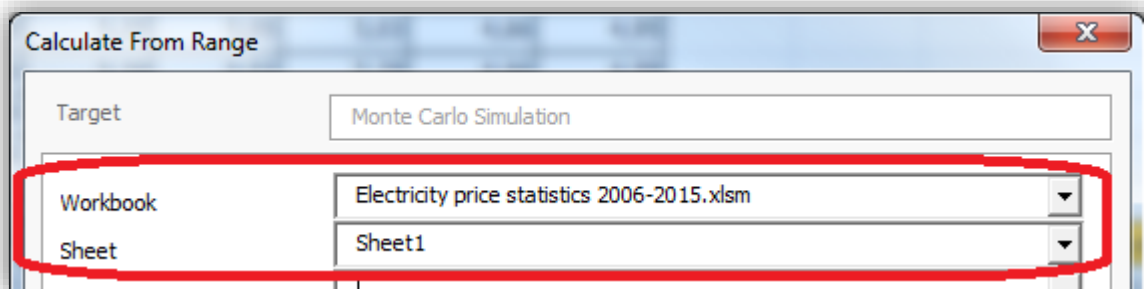 Calculate From Range
Target Monte Carlo Simulation
Workbook Electricity price statistics 2006-2015.xlsm
Sheet Sheet1